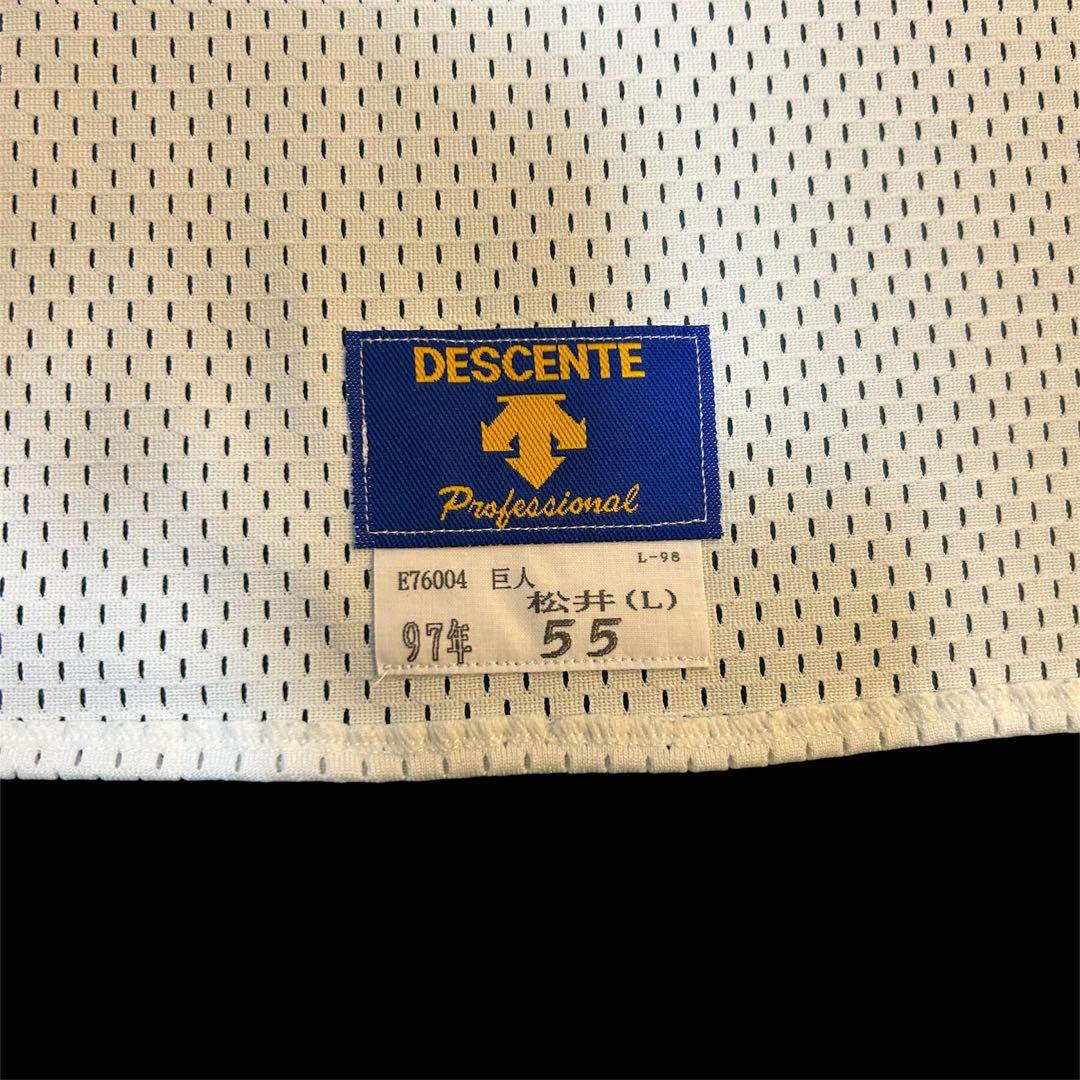 DESCENTE
Professional
L-98
E76004 巨人
松井(L)
97年 55